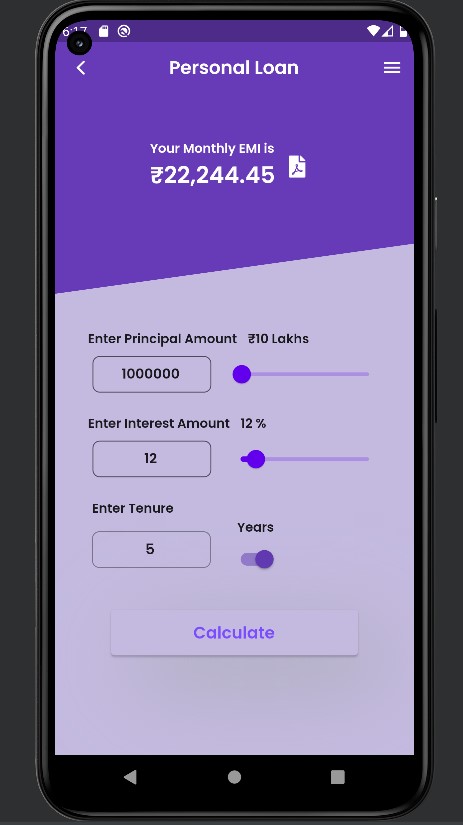 6:17
Personal Loan
Your Monthly EMI is
₹22,244.45
Enter Principal Amount ₹10 Lakhs
1000000
Enter Interest Amount 12 %
12
Enter Tenure
Years
5
Calculate